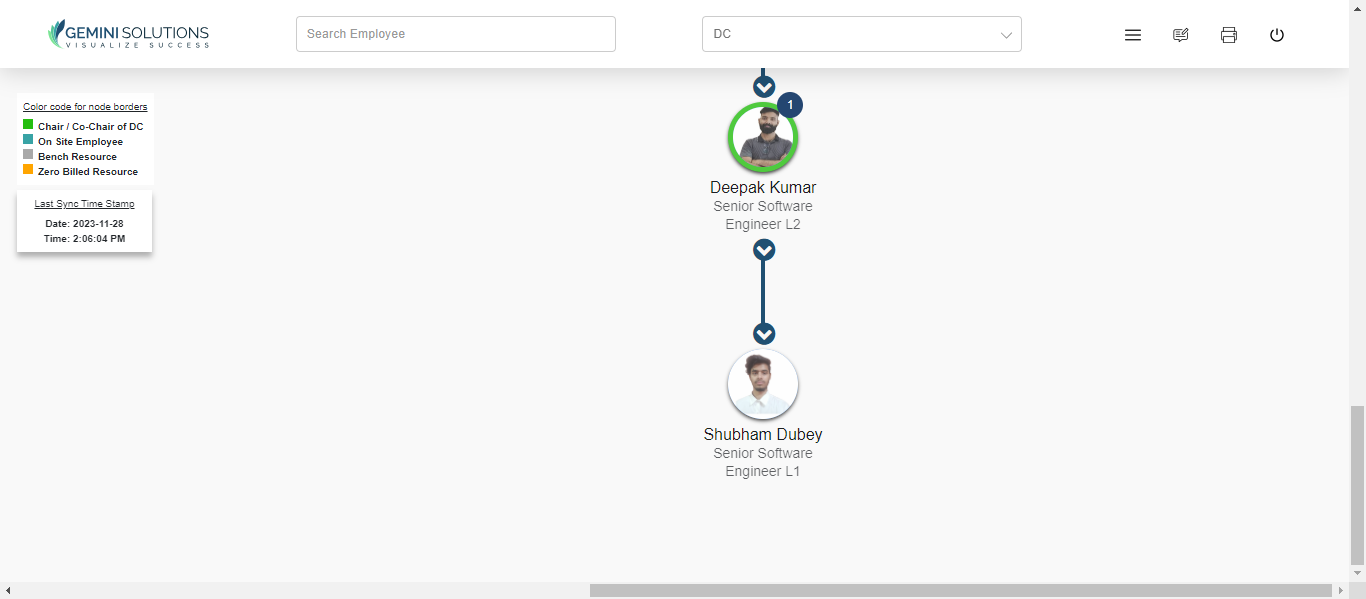 GEMINI SOLUTIONS
VISUALIZE SUCCESS
Search Employee
DC
Color code for node borders
Chair / Co-Chair of DC
On Site Employee
Bench Resource
Zero Billed Resource
Last Sync Time Stamp
Date: 2023-11-28
Time: 2:06:04 PM
1
Deepak Kumar
Senior Software
Engineer L2
Shubham Dubey
Senior Software
Engineer L1